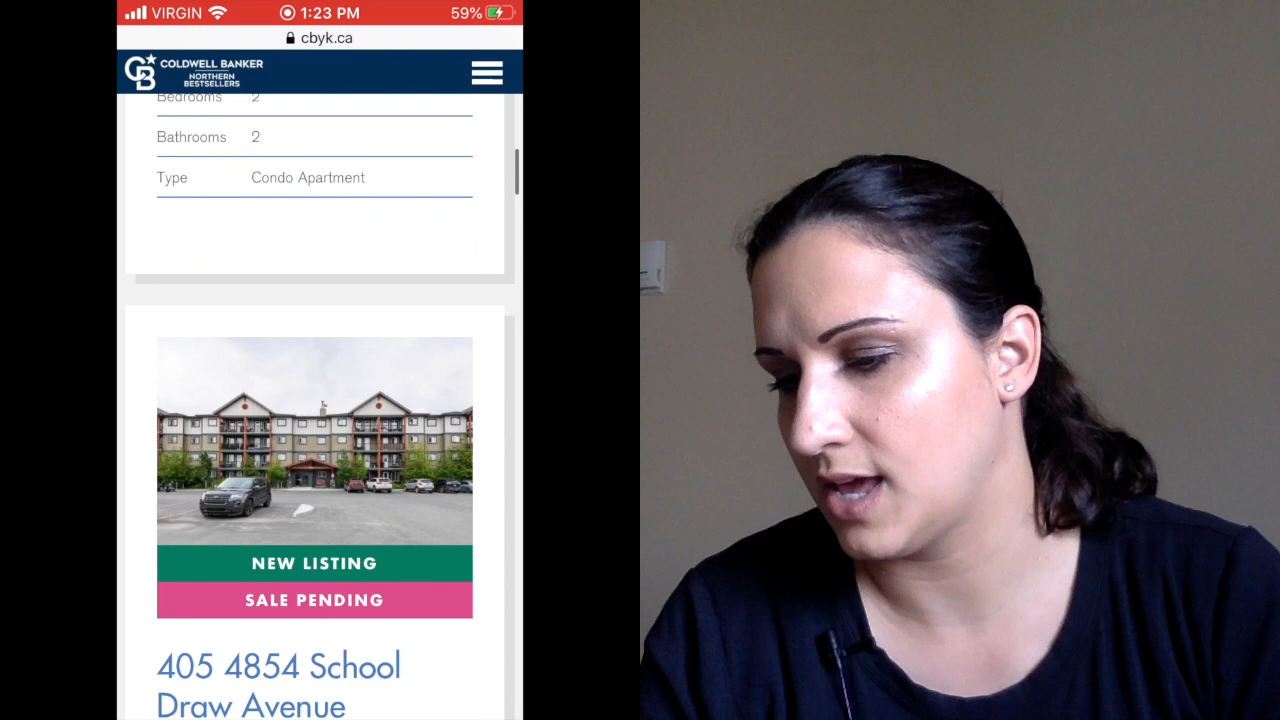 VIRGIN 1:23 PM 59%
cbyk.ca
CB COLDWELL BANKER
NORTHERN
BESTSELLERS
Bedrooms 2
Bathrooms 2
Type Condo Apartment
NEW LISTING
SALE PENDING
405 4854 School
Draw Avenue